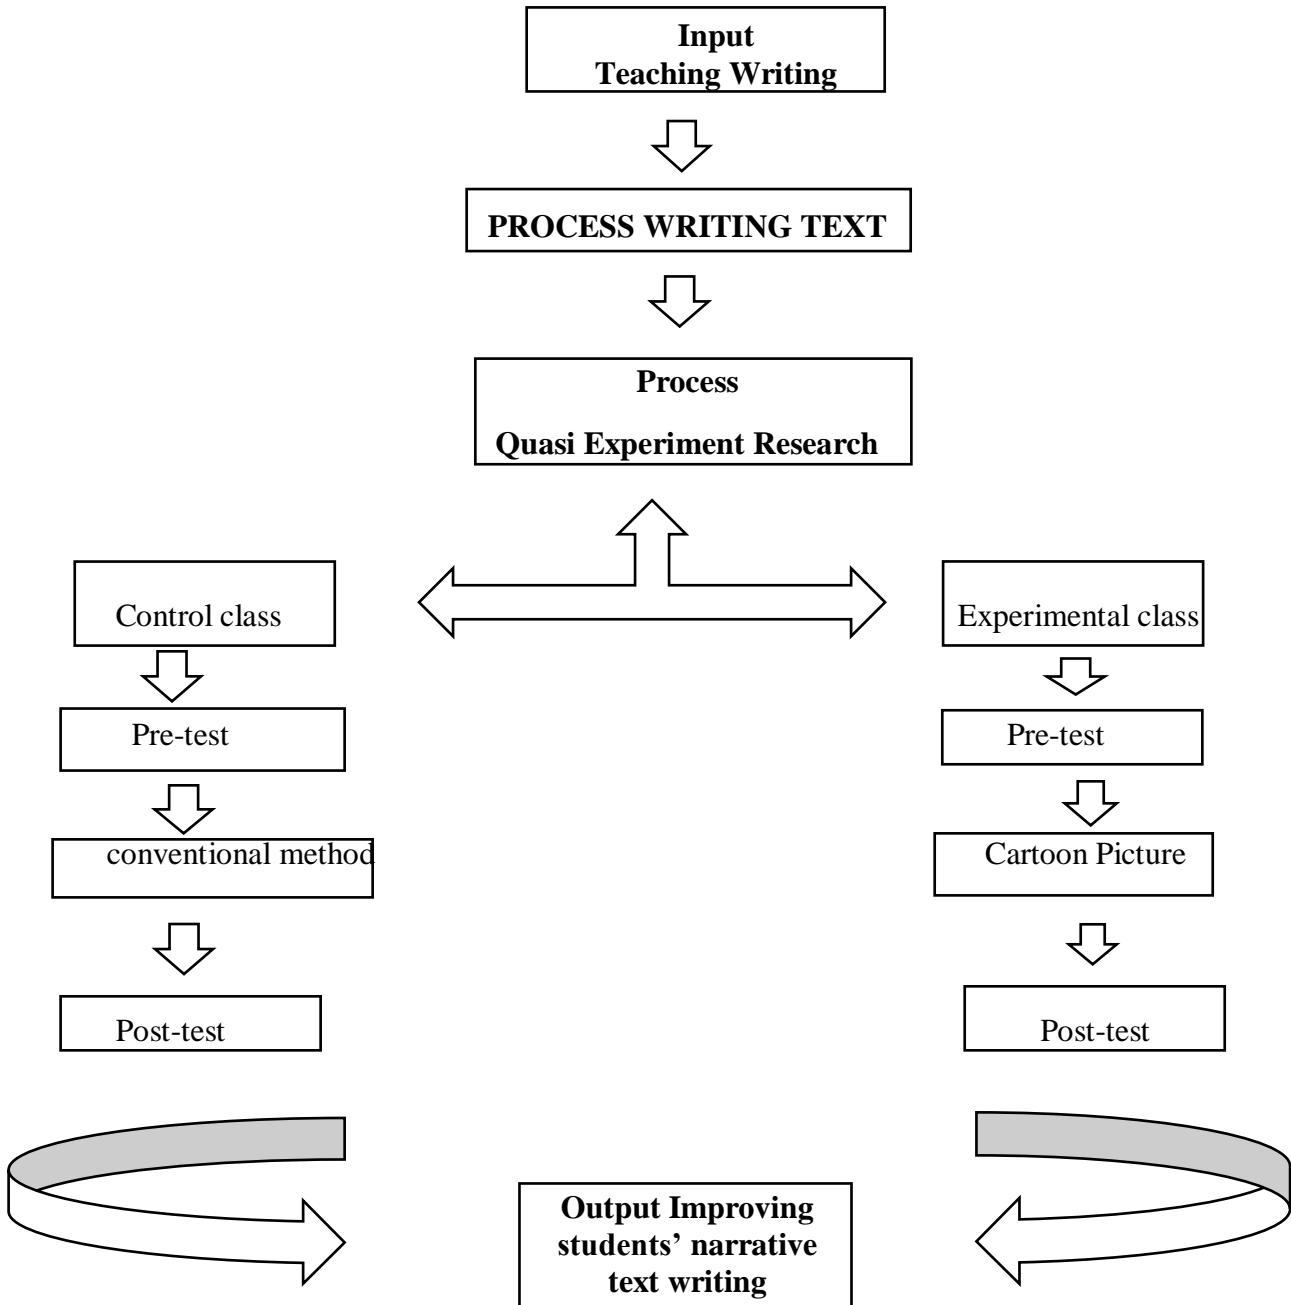 Input
Teaching Writing
PROCESS WRITING TEXT
Process
Quasi Experiment Research
Control class
Experimental class
Pre-test
Pre-test
conventional method
Cartoon Picture
Post-test
Post-test
Output Improving
students’ narrative
text writing